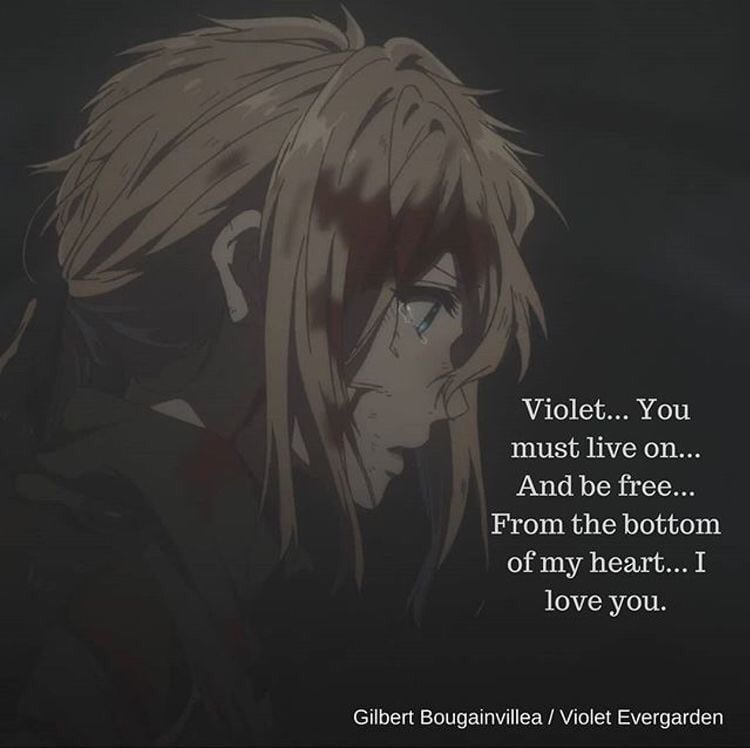 Violet... You
must live on...
And be free...
From the bottom
of my heart... I
love you.
Gilbert Bougainvillea / Violet Evergarden